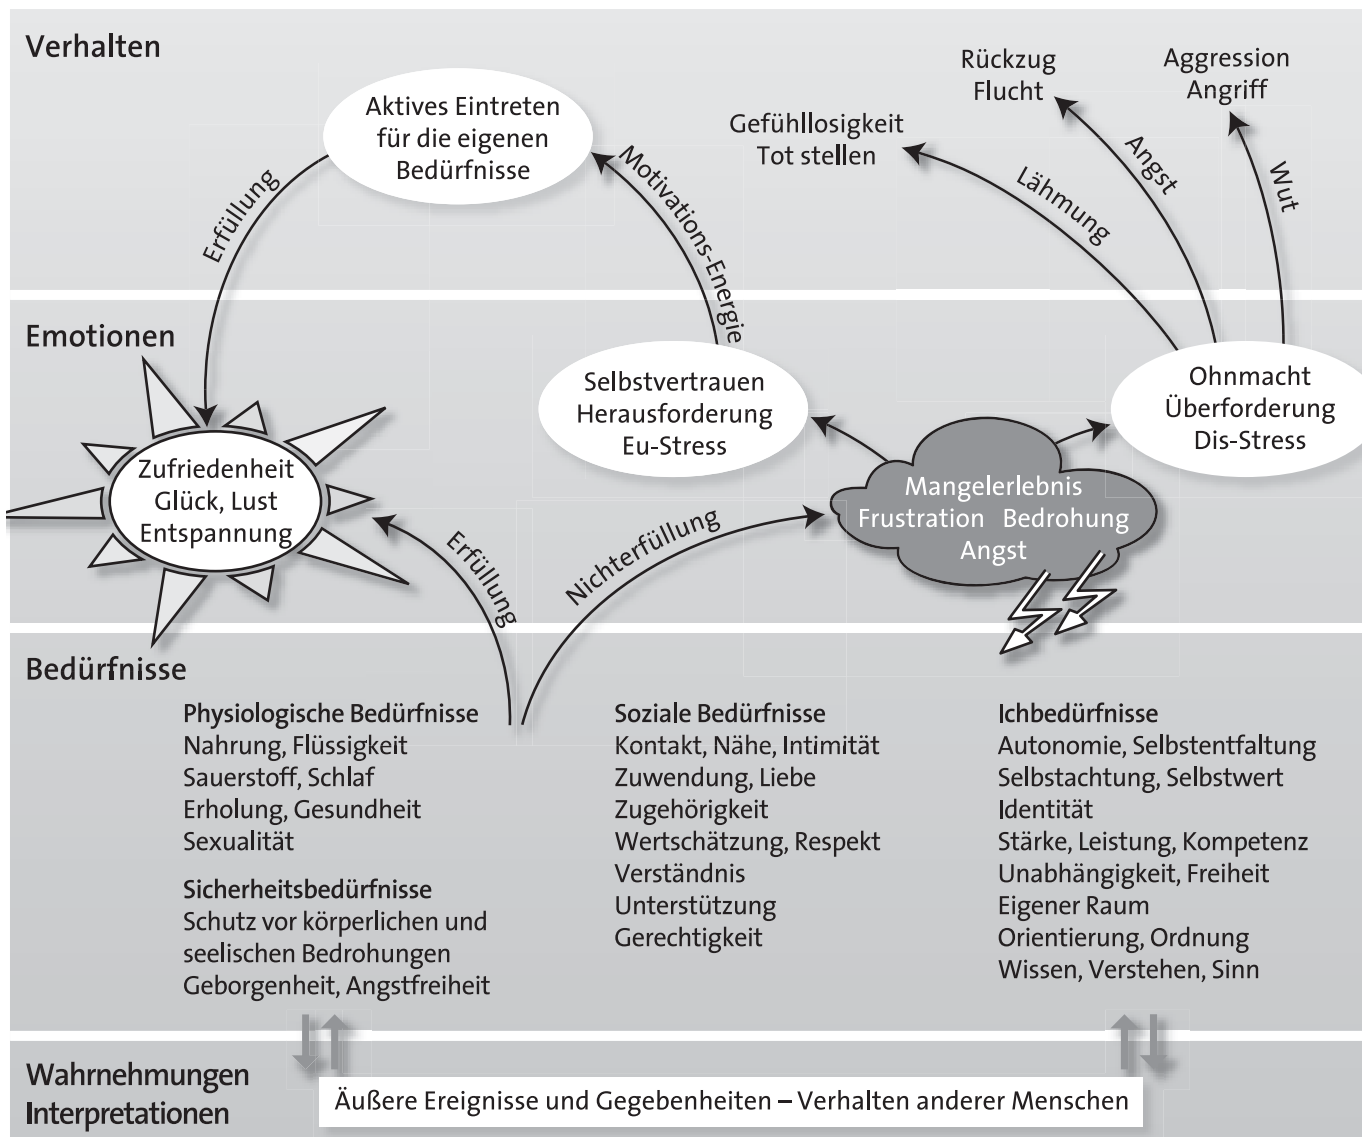 Verhalten
Aktives Eintreten
für die eigenen
Bedürfnisse
Erfüllung
Motivations-Energie
Gefühllosigkeit
Tot stellen
Rückzug
Flucht
Aggression
Angriff
Lähmung
Angst
Wut
Emotionen
Zufriedenheit
Glück, Lust
Entspannung
Selbstvertrauen
Herausforderung
Eu-Stress
Ohnmacht
Überforderung
Dis-Stress
Mangelerlebnis
Frustration Bedrohung
Angst
Erfüllung
Nichterfüllung
Bedürfnisse
Physiologische Bedürfnisse
Nahrung, Flüssigkeit
Sauerstoff, Schlaf
Erholung, Gesundheit
Sexualität
Sicherheitsbedürfnisse
Schutz vor körperlichen und
seelischen Bedrohungen
Geborgenheit, Angstfreiheit
Soziale Bedürfnisse
Kontakt, Nähe, Intimität
Zuwendung, Liebe
Zugehörigkeit
Wertschätzung, Respekt
Verständnis
Unterstützung
Gerechtigkeit
Ichbedürfnisse
Autonomie, Selbstentfaltung
Selbstachtung, Selbstwert
Identität
Stärke, Leistung, Kompetenz
Unabhängigkeit, Freiheit
Eigener Raum
Orientierung, Ordnung
Wissen, Verstehen, Sinn
Wahrnehmungen
Interpretationen
Äußere Ereignisse und Gegebenheiten – Verhalten anderer Menschen